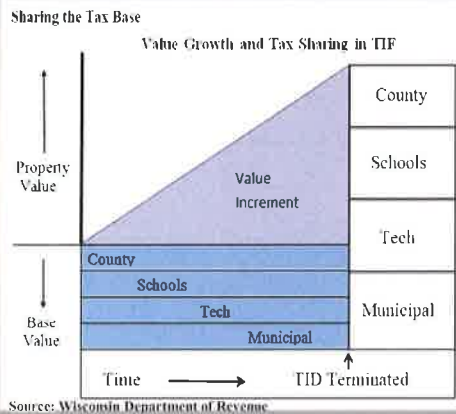 Sharing the Tax Base
Value Growth and Tax Sharing in TIF
County
Schools
Tech
Municipal
Property
Value
Value
Increment
County
Schools
Tech
Municipal
Base
Value
Time
TID Terminated
Source: Wisconsin Department of Revenue